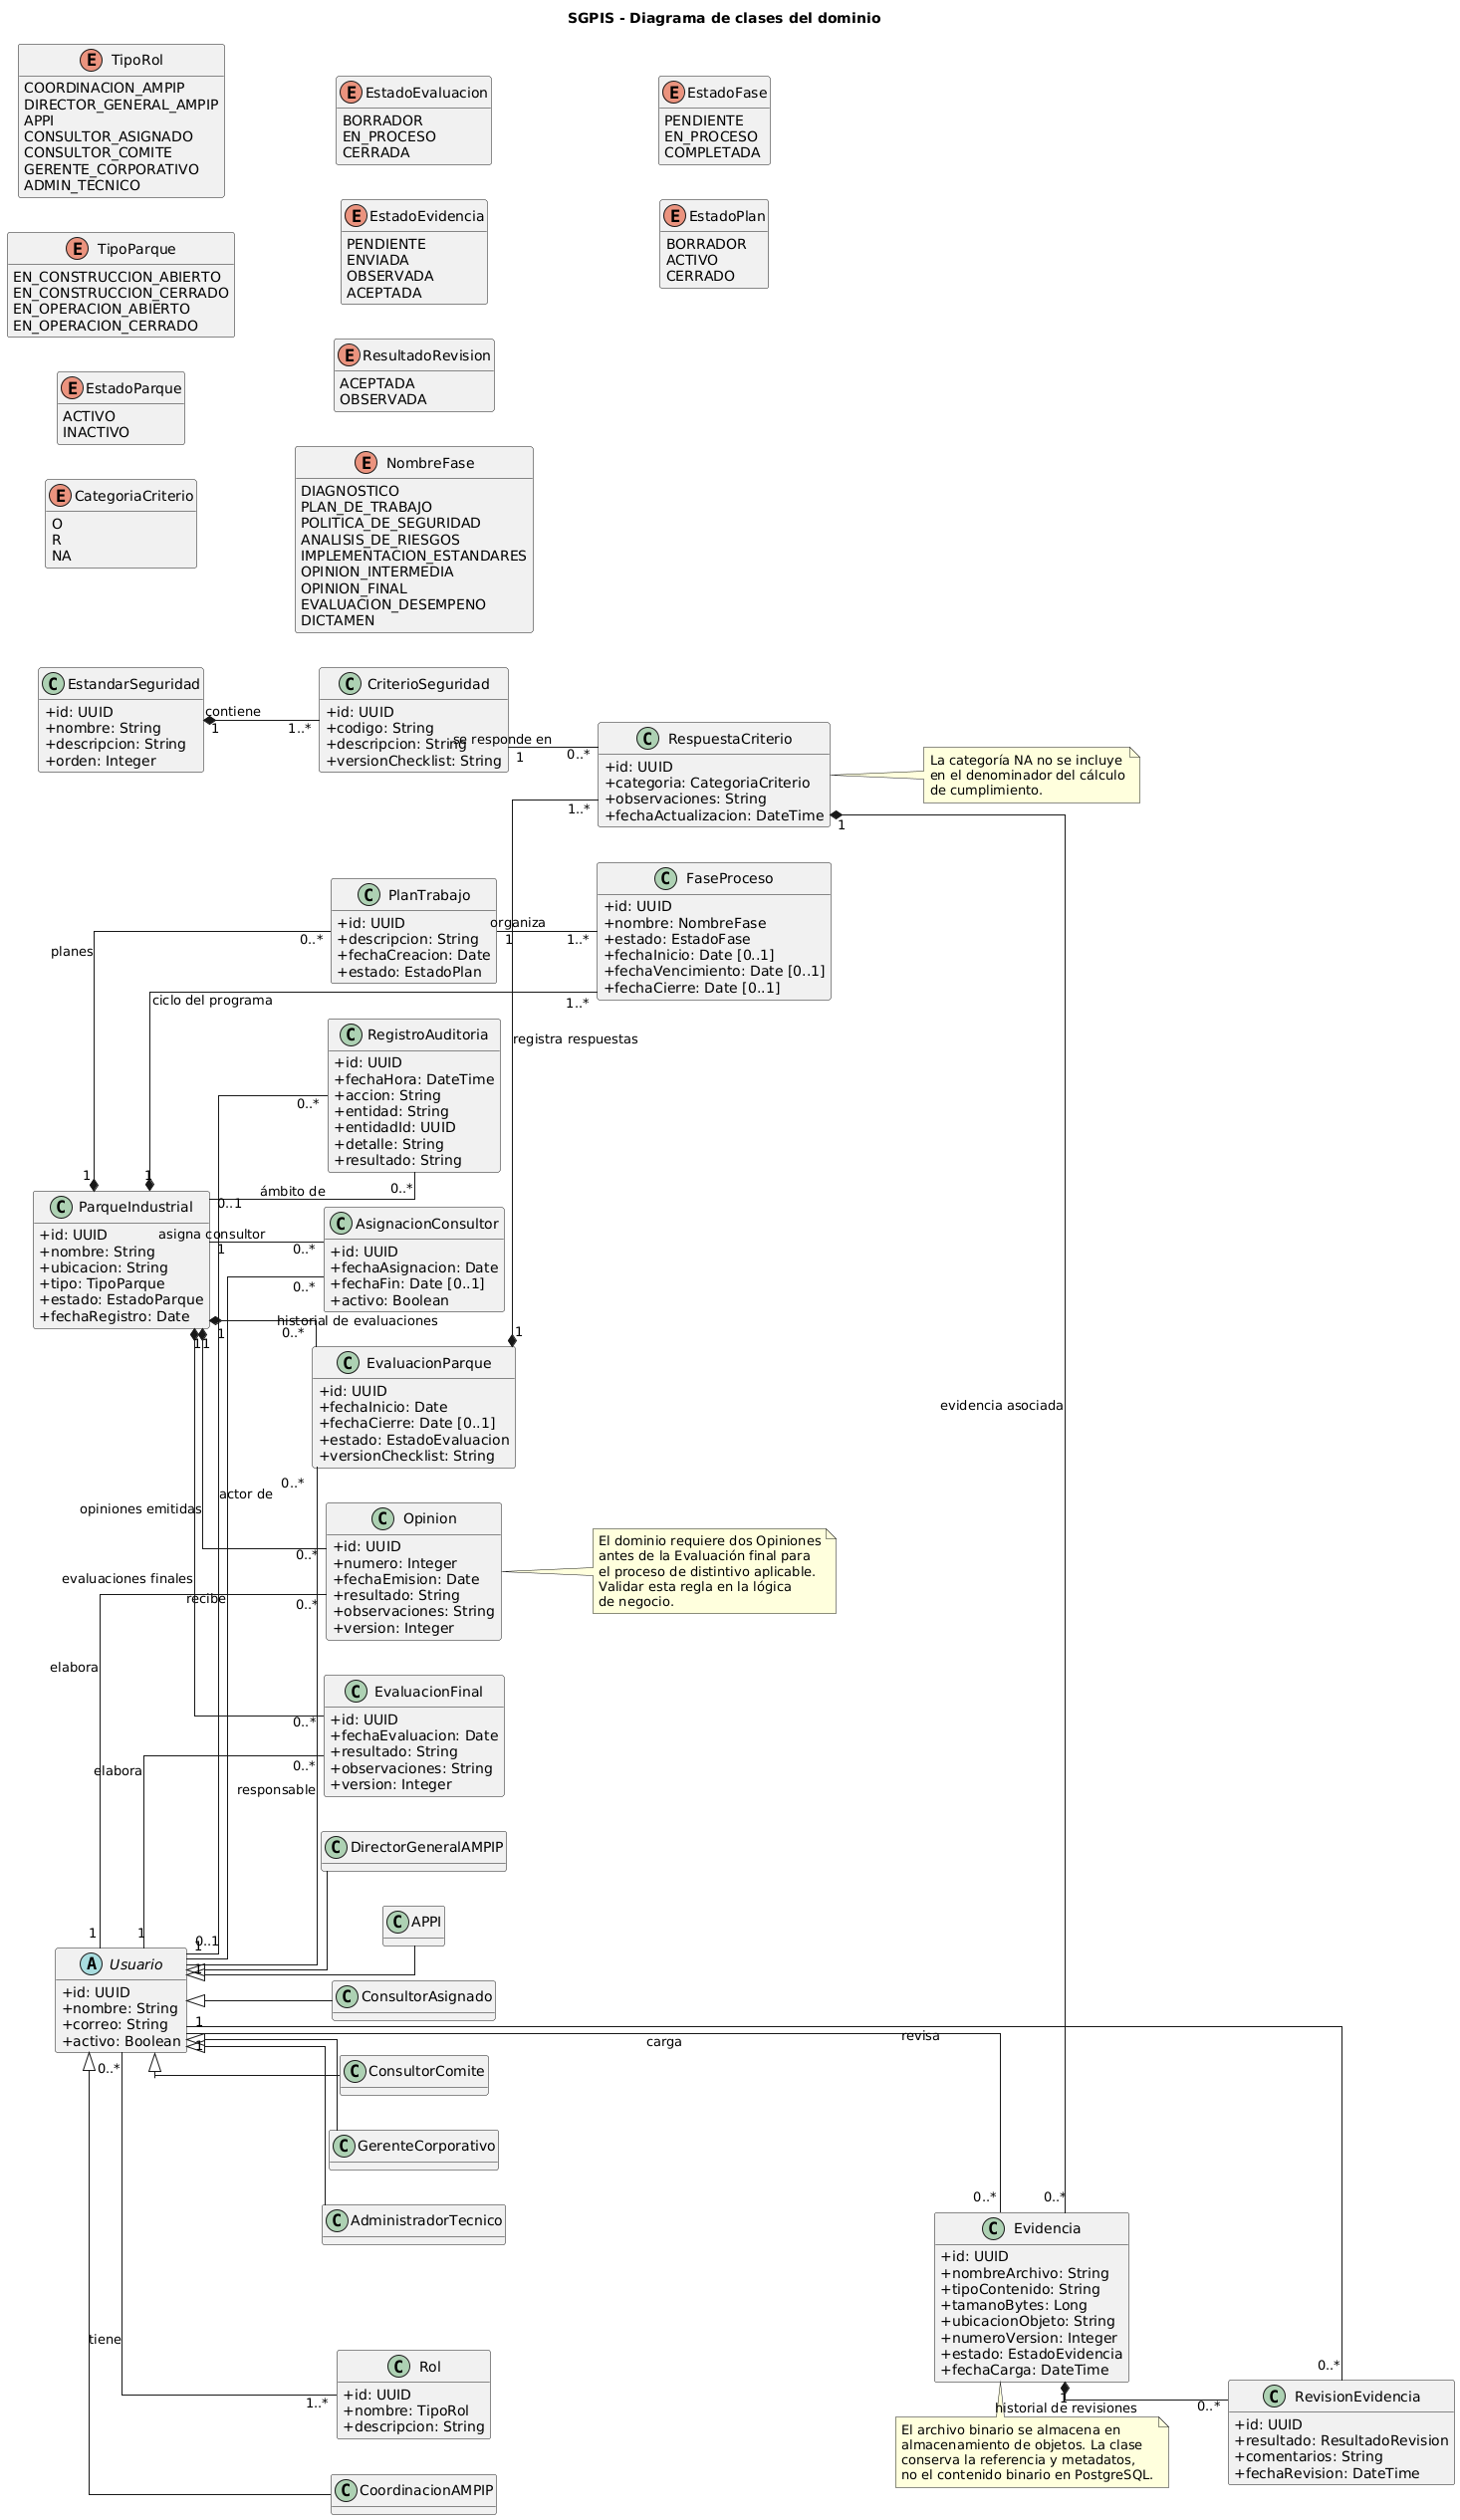 SGPIS - Diagrama de clases del dominio
E TipoRol
COORDINACION_AMPIP
DIRECTOR_GENERAL_AMPIP
APPI
CONSULTOR_ASIGNADO
CONSULTOR_COMITE
GERENTE_CORPORATIVO
ADMIN_TECNICO
E EstadoEvaluacion
BORRADOR
EN_PROCESO
CERRADA
E EstadoFase
PENDIENTE
EN_PROCESO
COMPLETADA
E TipoParque
EN_CONSTRUCCION_ABIERTO
EN_CONSTRUCCION_CERRADO
EN_OPERACION_ABIERTO
EN_OPERACION_CERRADO
E EstadoEvidencia
PENDIENTE
ENVIADA
OBSERVADA
ACEPTADA
E EstadoPlan
BORRADOR
ACTIVO
CERRADO
E EstadoParque
ACTIVO
INACTIVO
E ResultadoRevision
ACEPTADA
OBSERVADA
E CategoriaCriterio
O
R
NA
E NombreFase
DIAGNOSTICO
PLAN_DE_TRABAJO
POLITICA_DE_SEGURIDAD
ANALISIS_DE_RIESGOS
IMPLEMENTACION_ESTANDARES
OPINION_INTERMEDIA
OPINION_FINAL
EVALUACION_DESEMPENO
DICTAMEN
C EstandarSeguridad
+id: UUID
+nombre: String
+descripcion: String
+orden: Integer
contiene
1
1..*
C CriterioSeguridad
+id: UUID
+codigo: String
+descripcion: String
+versionChecklist: String
se responde en
1
0..*
C RespuestaCriterio
+id: UUID
+categoria: CategoriaCriterio
+observaciones: String
+fechaActualizacion: DateTime
1..*
1
La categoría NA no se incluye
en el denominador del cálculo
de cumplimiento.
C PlanTrabajo
+id: UUID
+descripcion: String
+fechaCreacion: Date
+estado: EstadoPlan
planes
0..*
organiza
1
1..*
C FaseProceso
+id: UUID
+nombre: NombreFase
+estado: EstadoFase
+fechaInicio: Date [0..1]
+fechaVencimiento: Date [0..1]
+fechaCierre: Date [0..1]
ciclo del programa
1..*
registra respuestas
C RegistroAuditoria
+id: UUID
+fechaHora: DateTime
+accion: String
+entidad: String
+entidadId: UUID
+detalle: String
+resultado: String
0..*
1
1
ámbito de
0..*
0..1
C ParqueIndustrial
+id: UUID
+nombre: String
+ubicacion: String
+tipo: TipoParque
+estado: EstadoParque
+fechaRegistro: Date
asigna consultor
1
0..*
C AsignacionConsultor
+id: UUID
+fechaAsignacion: Date
+fechaFin: Date [0..1]
+activo: Boolean
0..*
historial de evaluaciones
1
0..*
1
1
1
C EvaluacionParque
+id: UUID
+fechaInicio: Date
+fechaCierre: Date [0..1]
+estado: EstadoEvaluacion
+versionChecklist: String
evidencia asociada
0..*
actor de
opiniones emitidas
C Opinion
+id: UUID
+numero: Integer
+fechaEmision: Date
+resultado: String
+observaciones: String
+version: Integer
0..*
0..*
El dominio requiere dos Opiniones
antes de la Evaluación final para
el proceso de distintivo aplicable.
Validar esta regla en la lógica
de negocio.
evaluaciones finales
recibe
elabora
C EvaluacionFinal
+id: UUID
+fechaEvaluacion: Date
+resultado: String
+observaciones: String
+version: Integer
0..*
0..*
elabora
responsable
C DirectorGeneralAMPIP
C APPI
1
1
0..1
1
1
A Usuario
+id: UUID
+nombre: String
+correo: String
+activo: Boolean
C ConsultorAsignado
1
1
carga
revisa
0..*
C ConsultorComite
C GerenteCorporativo
C AdministradorTecnico
0..*
0..*
C Evidencia
+id: UUID
+nombreArchivo: String
+tipoContenido: String
+tamanoBytes: Long
+ubicacionObjeto: String
+numeroVersion: Integer
+estado: EstadoEvidencia
+fechaCarga: DateTime
tiene
1..*
C Rol
+id: UUID
+nombre: TipoRol
+descripcion: String
0..*
1
historial de revisiones
0..*
C RevisionEvidencia
+id: UUID
+resultado: ResultadoRevision
+comentarios: String
+fechaRevision: DateTime
El archivo binario se almacena en
almacenamiento de objetos. La clase
conserva la referencia y metadatos,
no el contenido binario en PostgreSQL.
C CoordinacionAMPIP